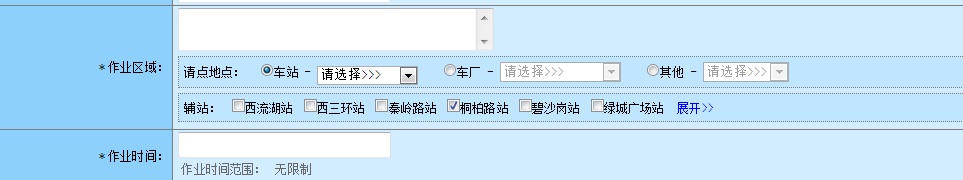 *作业区域：
请点地点： 车站 - 请选择>>> 车厂 - 请选择>>> 其他 - 请选择>>>
辅站： 西流湖站 西三环站 秦岭路站 桐柏路站 碧沙岗站 绿城广场站 展开>>
*作业时间：
作业时间范围： 无限制